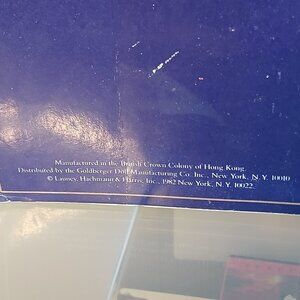 Manufactured in the British Crown Colony of Hong Kong.
Distributed by the Goldberger Doll Manufacturing Co. Inc., New York, N.Y. 10010
© Launey, Hachmann & Harris, Inc., 1982 New York, N.Y. 10022.